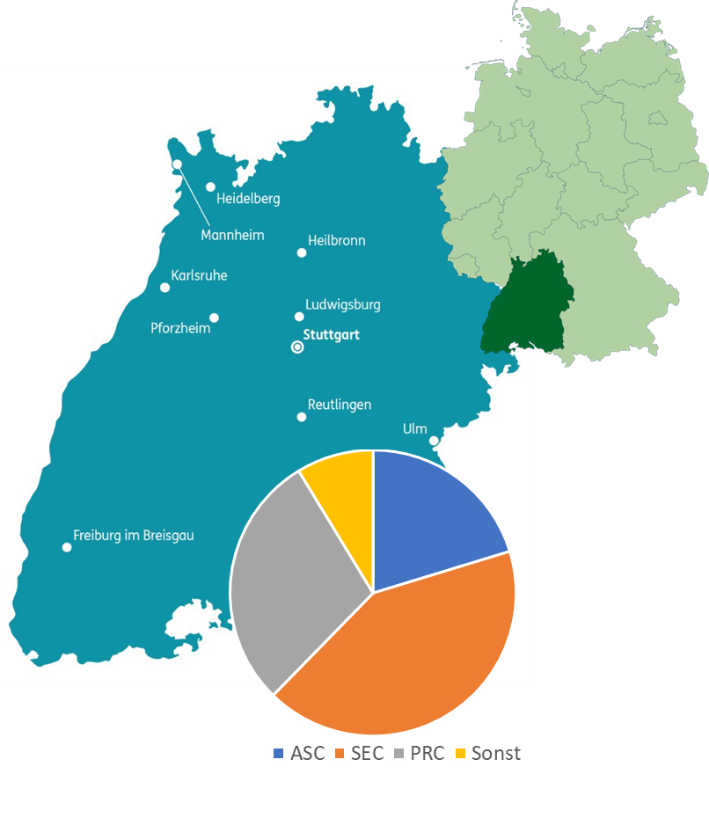 Heidelberg
Mannheim
Heilbronn
Karlsruhe
Ludwigsburg
Pforzheim
Stuttgart
Reutlingen
Ulm
Freiburg im Breisgau
ASC SEC PRC Sonst